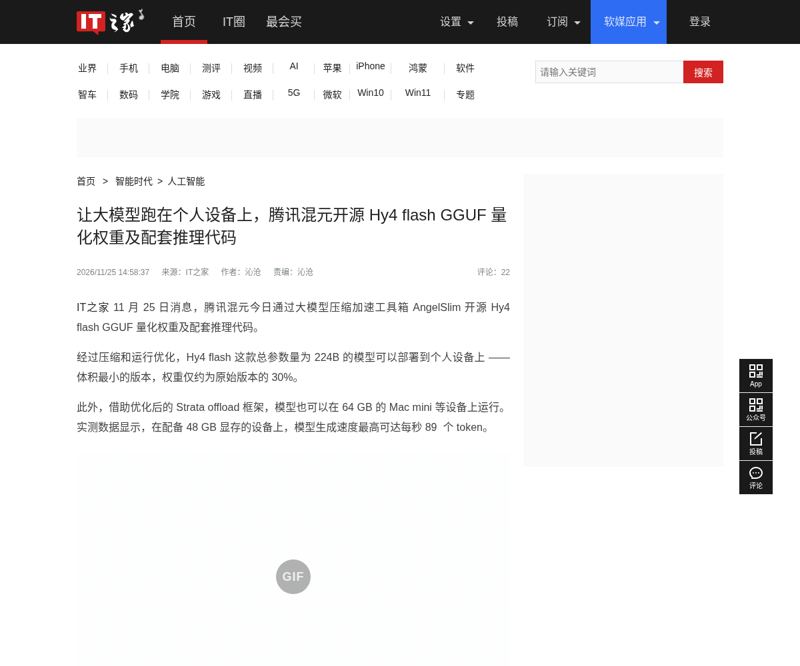 IT之家 首页 IT圈 最会买 设置 投稿 订阅 软媒应用 登录
业界 手机 电脑 测评 视频 AI 苹果 iPhone 鸿蒙 软件
请输入关键词 搜索
智车 数码 学院 游戏 直播 5G 微软 Win10 Win11 专题
首页 > 智能时代 > 人工智能
让大模型跑在个人设备上，腾讯混元开源 Hy4 flash GGUF 量
化权重及配套推理代码
2026/11/25 14:58:37 来源：IT之家 作者：沁沧 责编：沁沧 评论：22
IT之家 11 月 25 日消息，腾讯混元今日通过大模型压缩加速工具箱 AngelSlim 开源 Hy4
flash GGUF 量化权重及配套推理代码。
经过压缩和运行优化，Hy4 flash 这款总参数量为 224B 的模型可以部署到个人设备上 ——
体积最小的版本，权重仅约为原始版本的 30%。
此外，借助优化后的 Strata offload 框架，模型也可以在 64 GB 的 Mac mini 等设备上运行。
实测数据显示，在配备 48 GB 显存的设备上，模型生成速度最高可达每秒 89 个 token。
GIF
App
公众号
投稿
评论